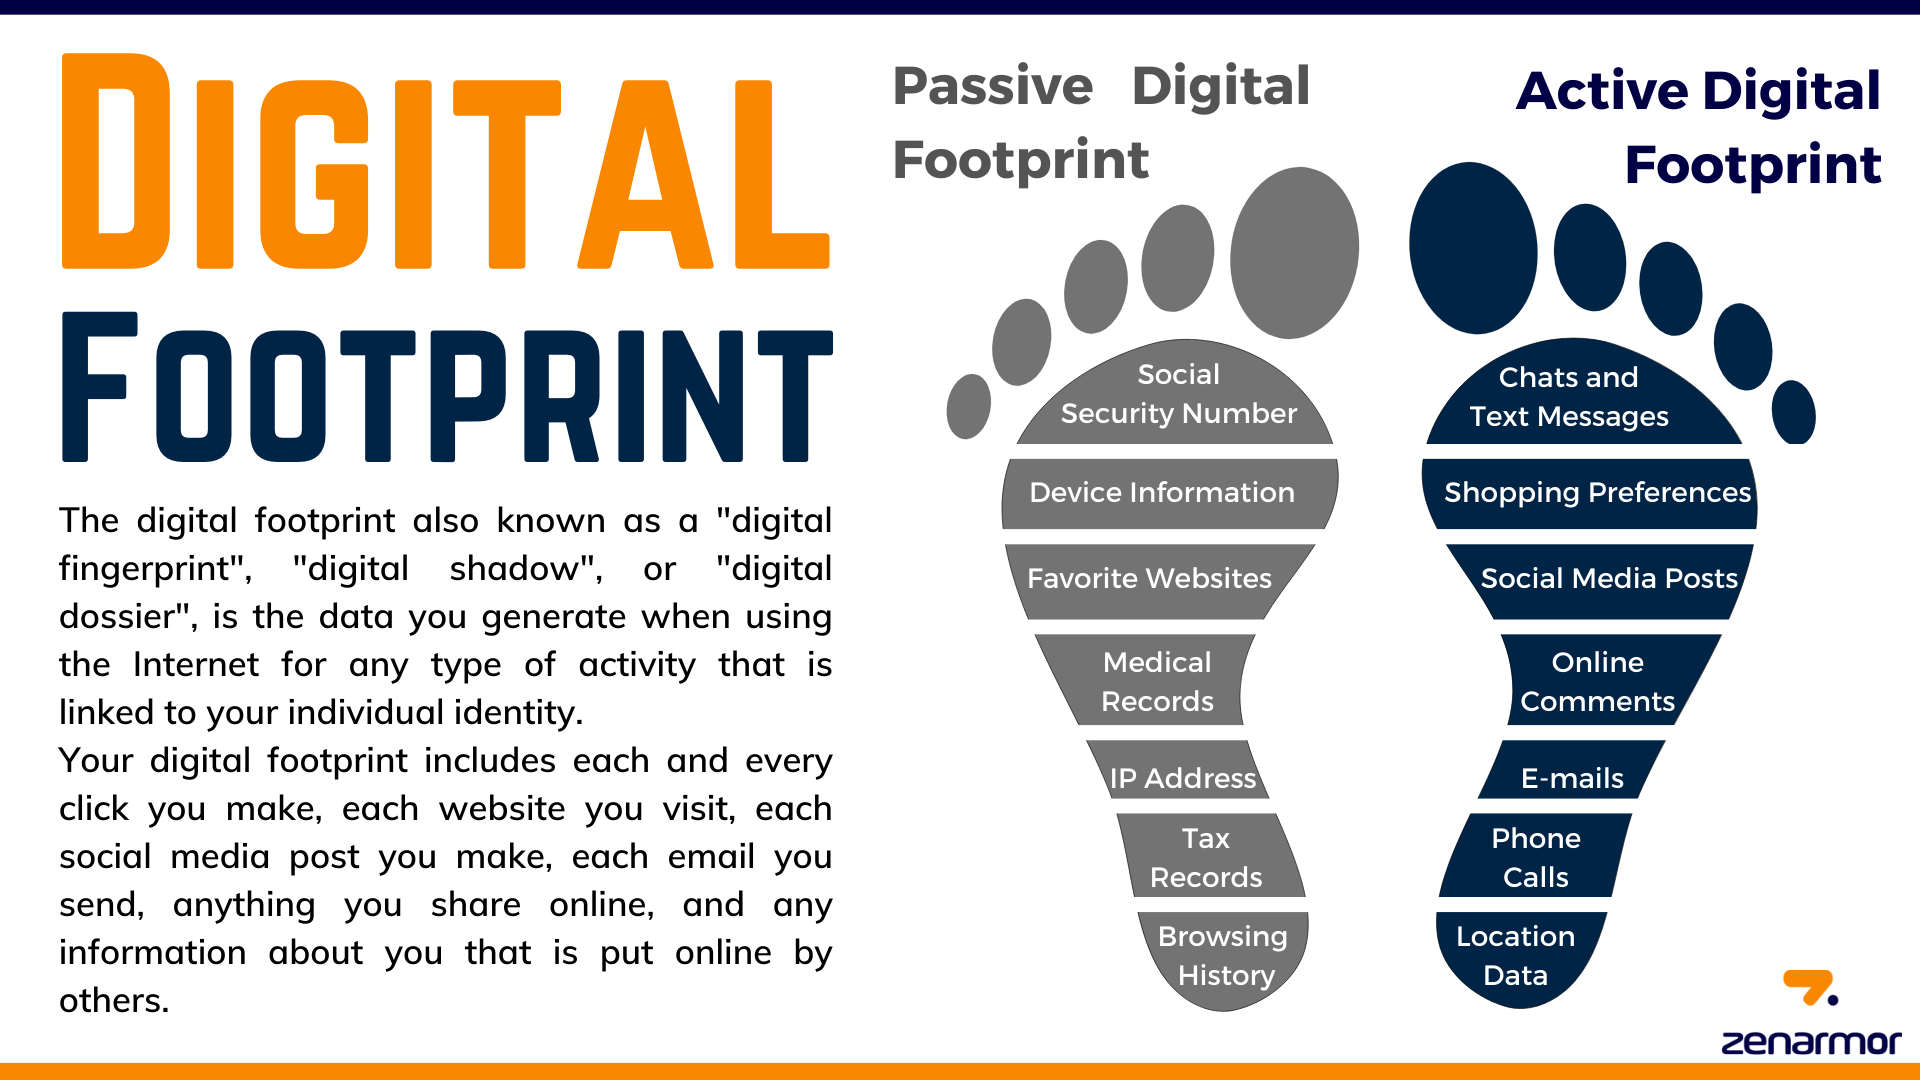 DIGITAL
FOOTPRINT
The digital footprint also known as a "digital
fingerprint", "digital shadow", or "digital
dossier", is the data you generate when using
the Internet for any type of activity that is
linked to your individual identity.
Your digital footprint includes each and every
click you make, each website you visit, each
social media post you make, each email you
send, anything you share online, and any
information about you that is put online by
others.
Passive Digital
Footprint
Social
Security Number
Device Information
Favorite Websites
Medical
Records
IP Address
Tax
Records
Browsing
History
Active Digital
Footprint
Chats and
Text Messages
Shopping Preferences
Social Media Posts
Online
Comments
E-mails
Phone
Calls
Location
Data
zenarmor